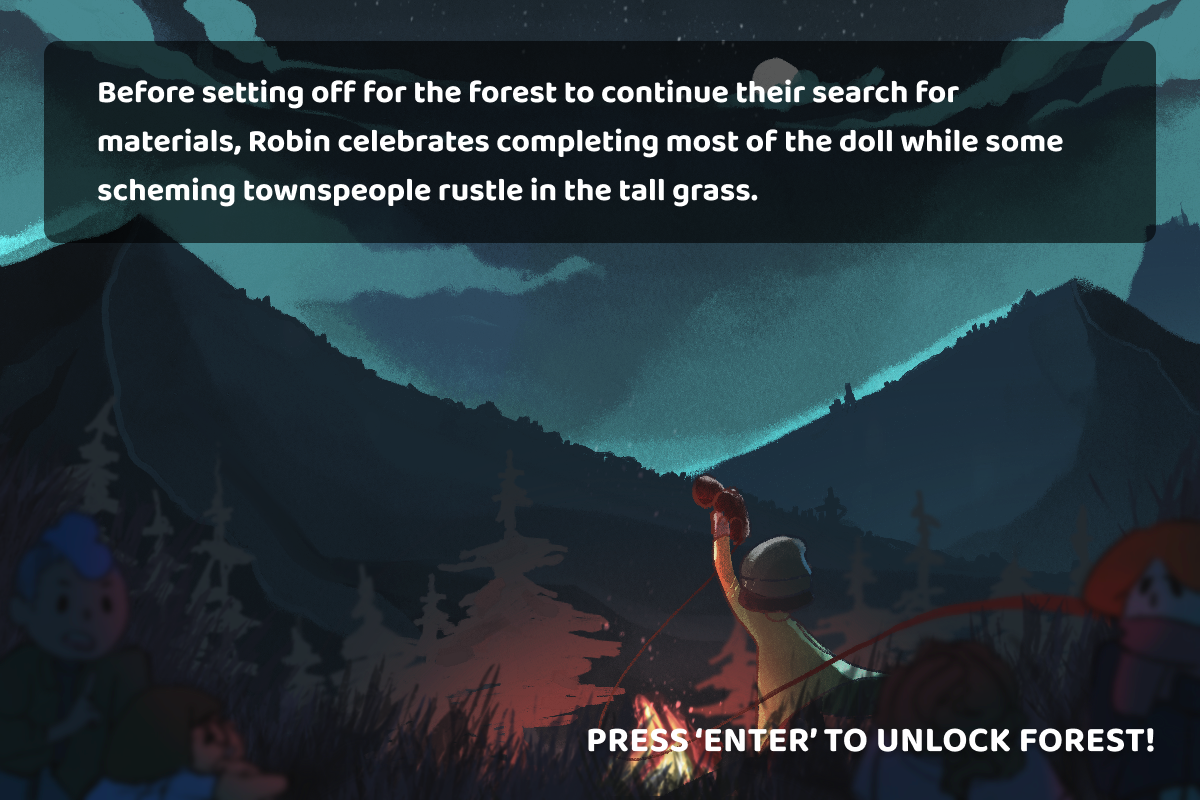 Before setting off for the forest to continue their search for
materials, Robin celebrates completing most of the doll while some
scheming townspeople rustle in the tall grass.
PRESS ‘ENTER’ TO UNLOCK FOREST!